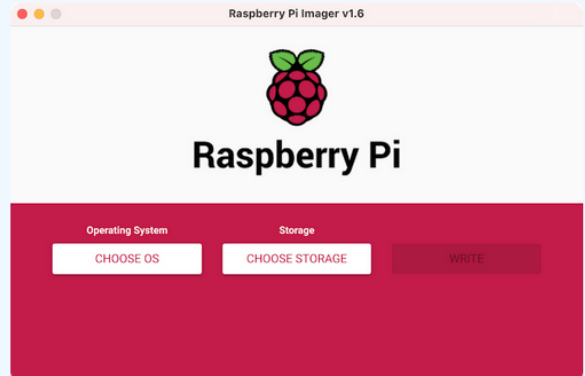 Raspberry Pi Imager v1.6
Raspberry Pi
Operating System
Storage
CHOOSE OS
CHOOSE STORAGE
WRITE